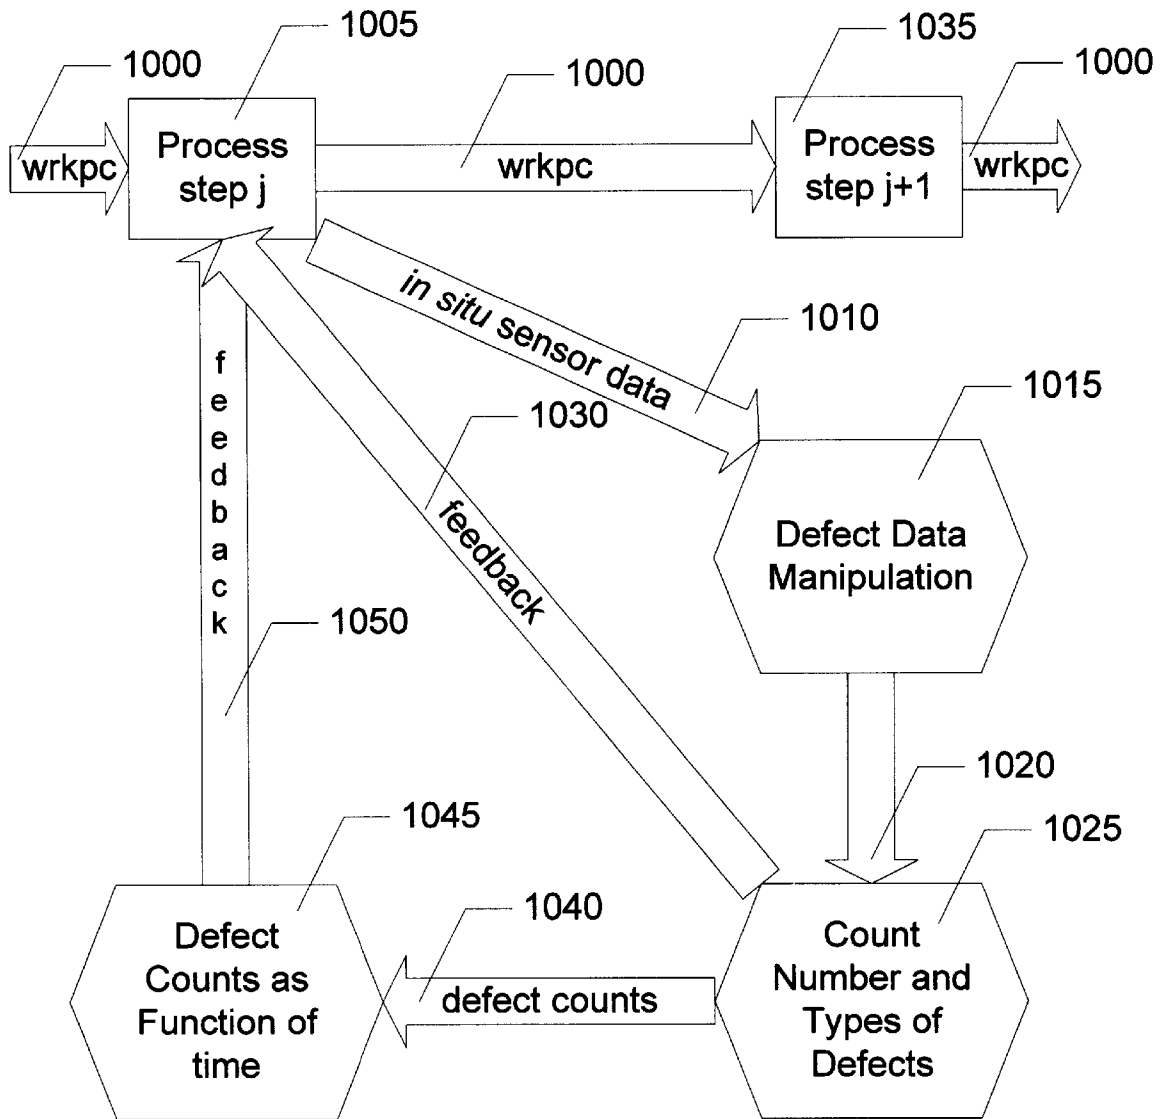 1005
1035
1000
1000
1000
Process
step j
Process
step j+1
wrkpc
wrkpc
wrkpc
in situ sensor data
1010
1015
1030
feedback
feedback
Defect Data
Manipulation
1050
1020
1045
1025
1040
Defect
Counts as
Function of
time
defect counts
Count
Number and
Types of
Defects